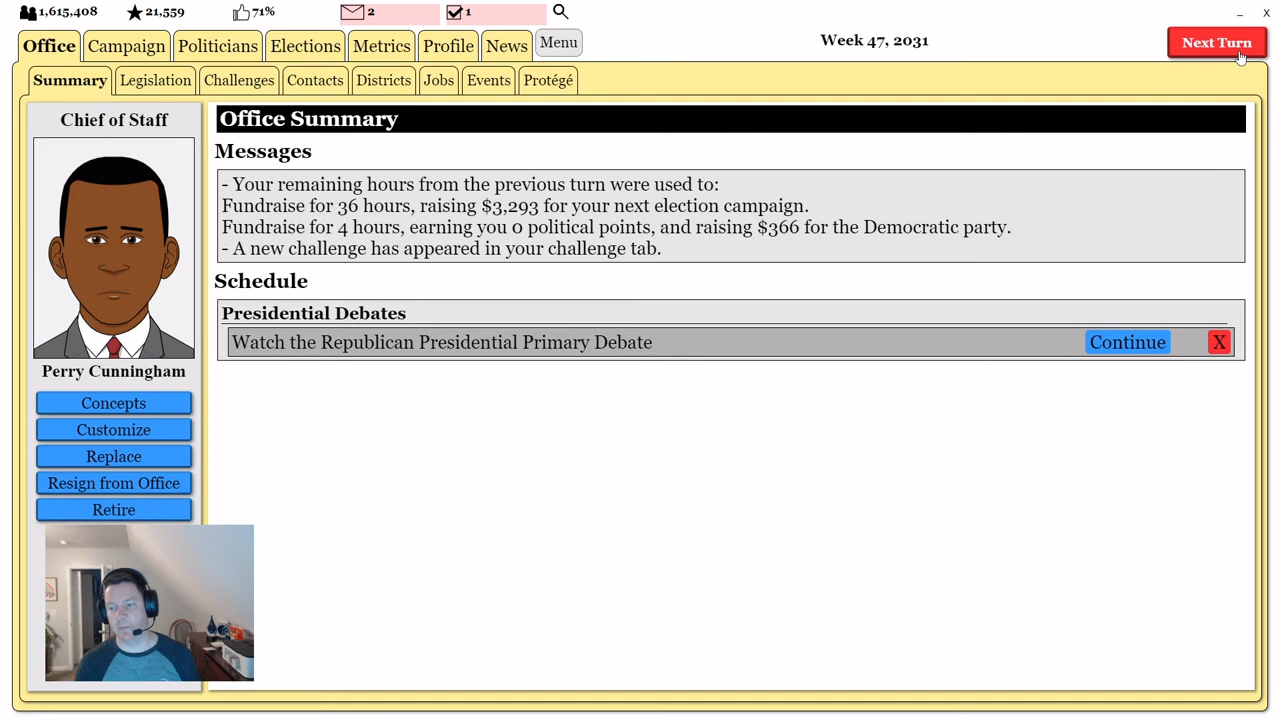 1,615,408 21,559 71% 2 1
_ X
Office Campaign Politicians Elections Metrics Profile News Menu Week 47, 2031 Next Turn
Summary Legislation Challenges Contacts Districts Jobs Events Protégé
Chief of Staff
Perry Cunningham
Concepts
Customize
Replace
Resign from Office
Retire
Office Summary
Messages
- Your remaining hours from the previous turn were used to:
Fundraise for 36 hours, raising $3,293 for your next election campaign.
Fundraise for 4 hours, earning you 0 political points, and raising $366 for the Democratic party.
- A new challenge has appeared in your challenge tab.
Schedule
Presidential Debates
Watch the Republican Presidential Primary Debate Continue X